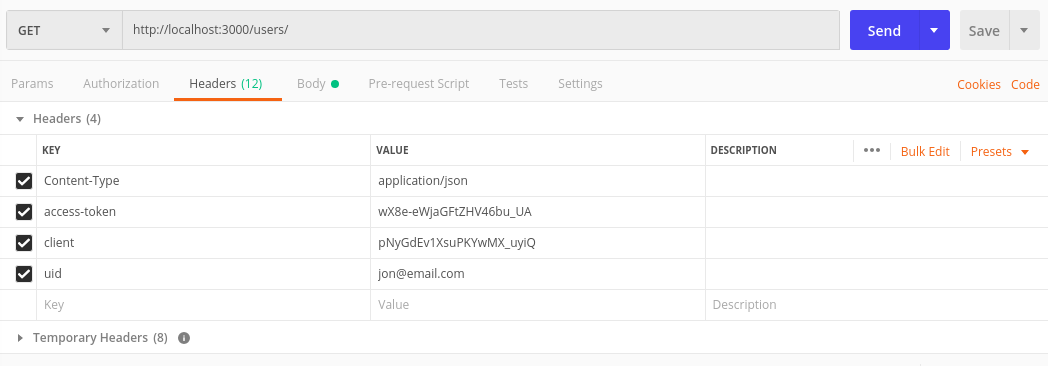 GET http://localhost:3000/users/ Send Save
Params Authorization Headers (12) Body Pre-request Script Tests Settings Cookies Code
Headers (4)
KEY VALUE DESCRIPTION ••• Bulk Edit Presets
Content-Type application/json
access-token wX8e-eWjaGFtZHV46bu_UA
client pNyGdEv1XsuPKYwMX_uyiQ
uid jon@email.com
Key Value Description
Temporary Headers (8)